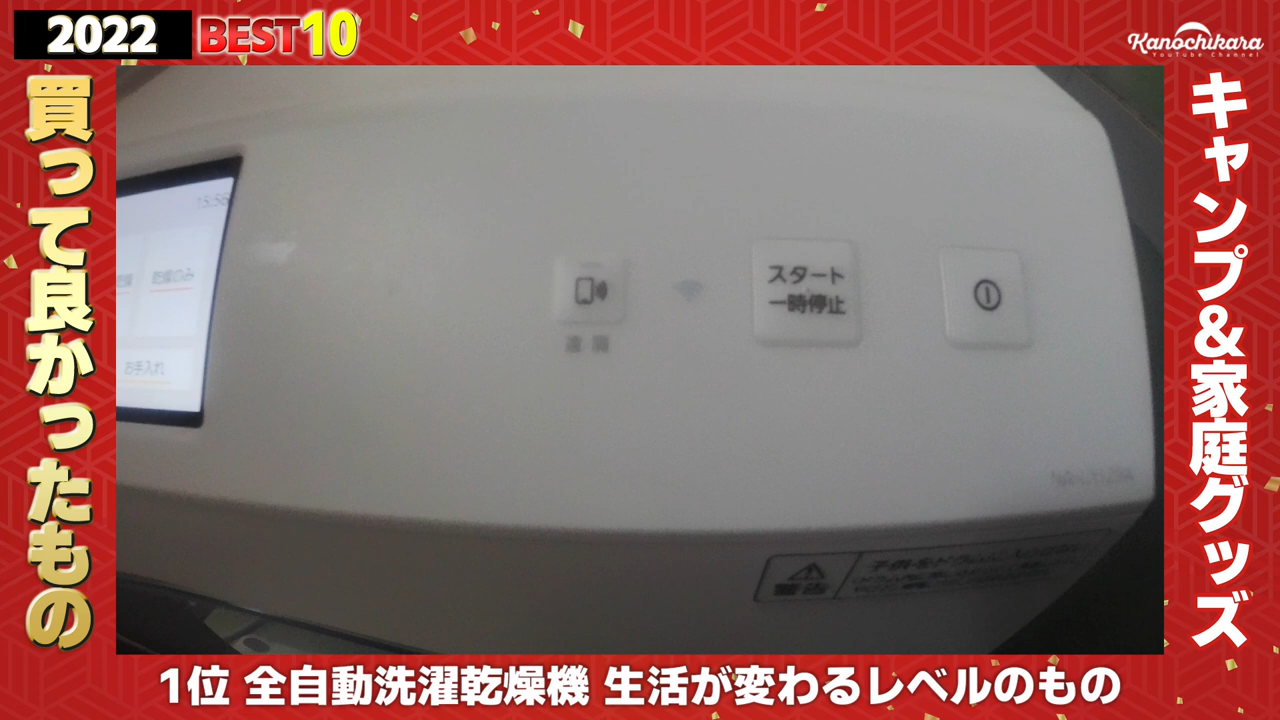 2022 BEST10
Kanochikara
YouTube Channel
買って良かったもの
キャンプ&家庭グッズ
15:56
乾燥のみ
お手入れ
スタート
一時停止
遠隔
警告
1位 全自動洗濯乾燥機 生活が変わるレベルのもの